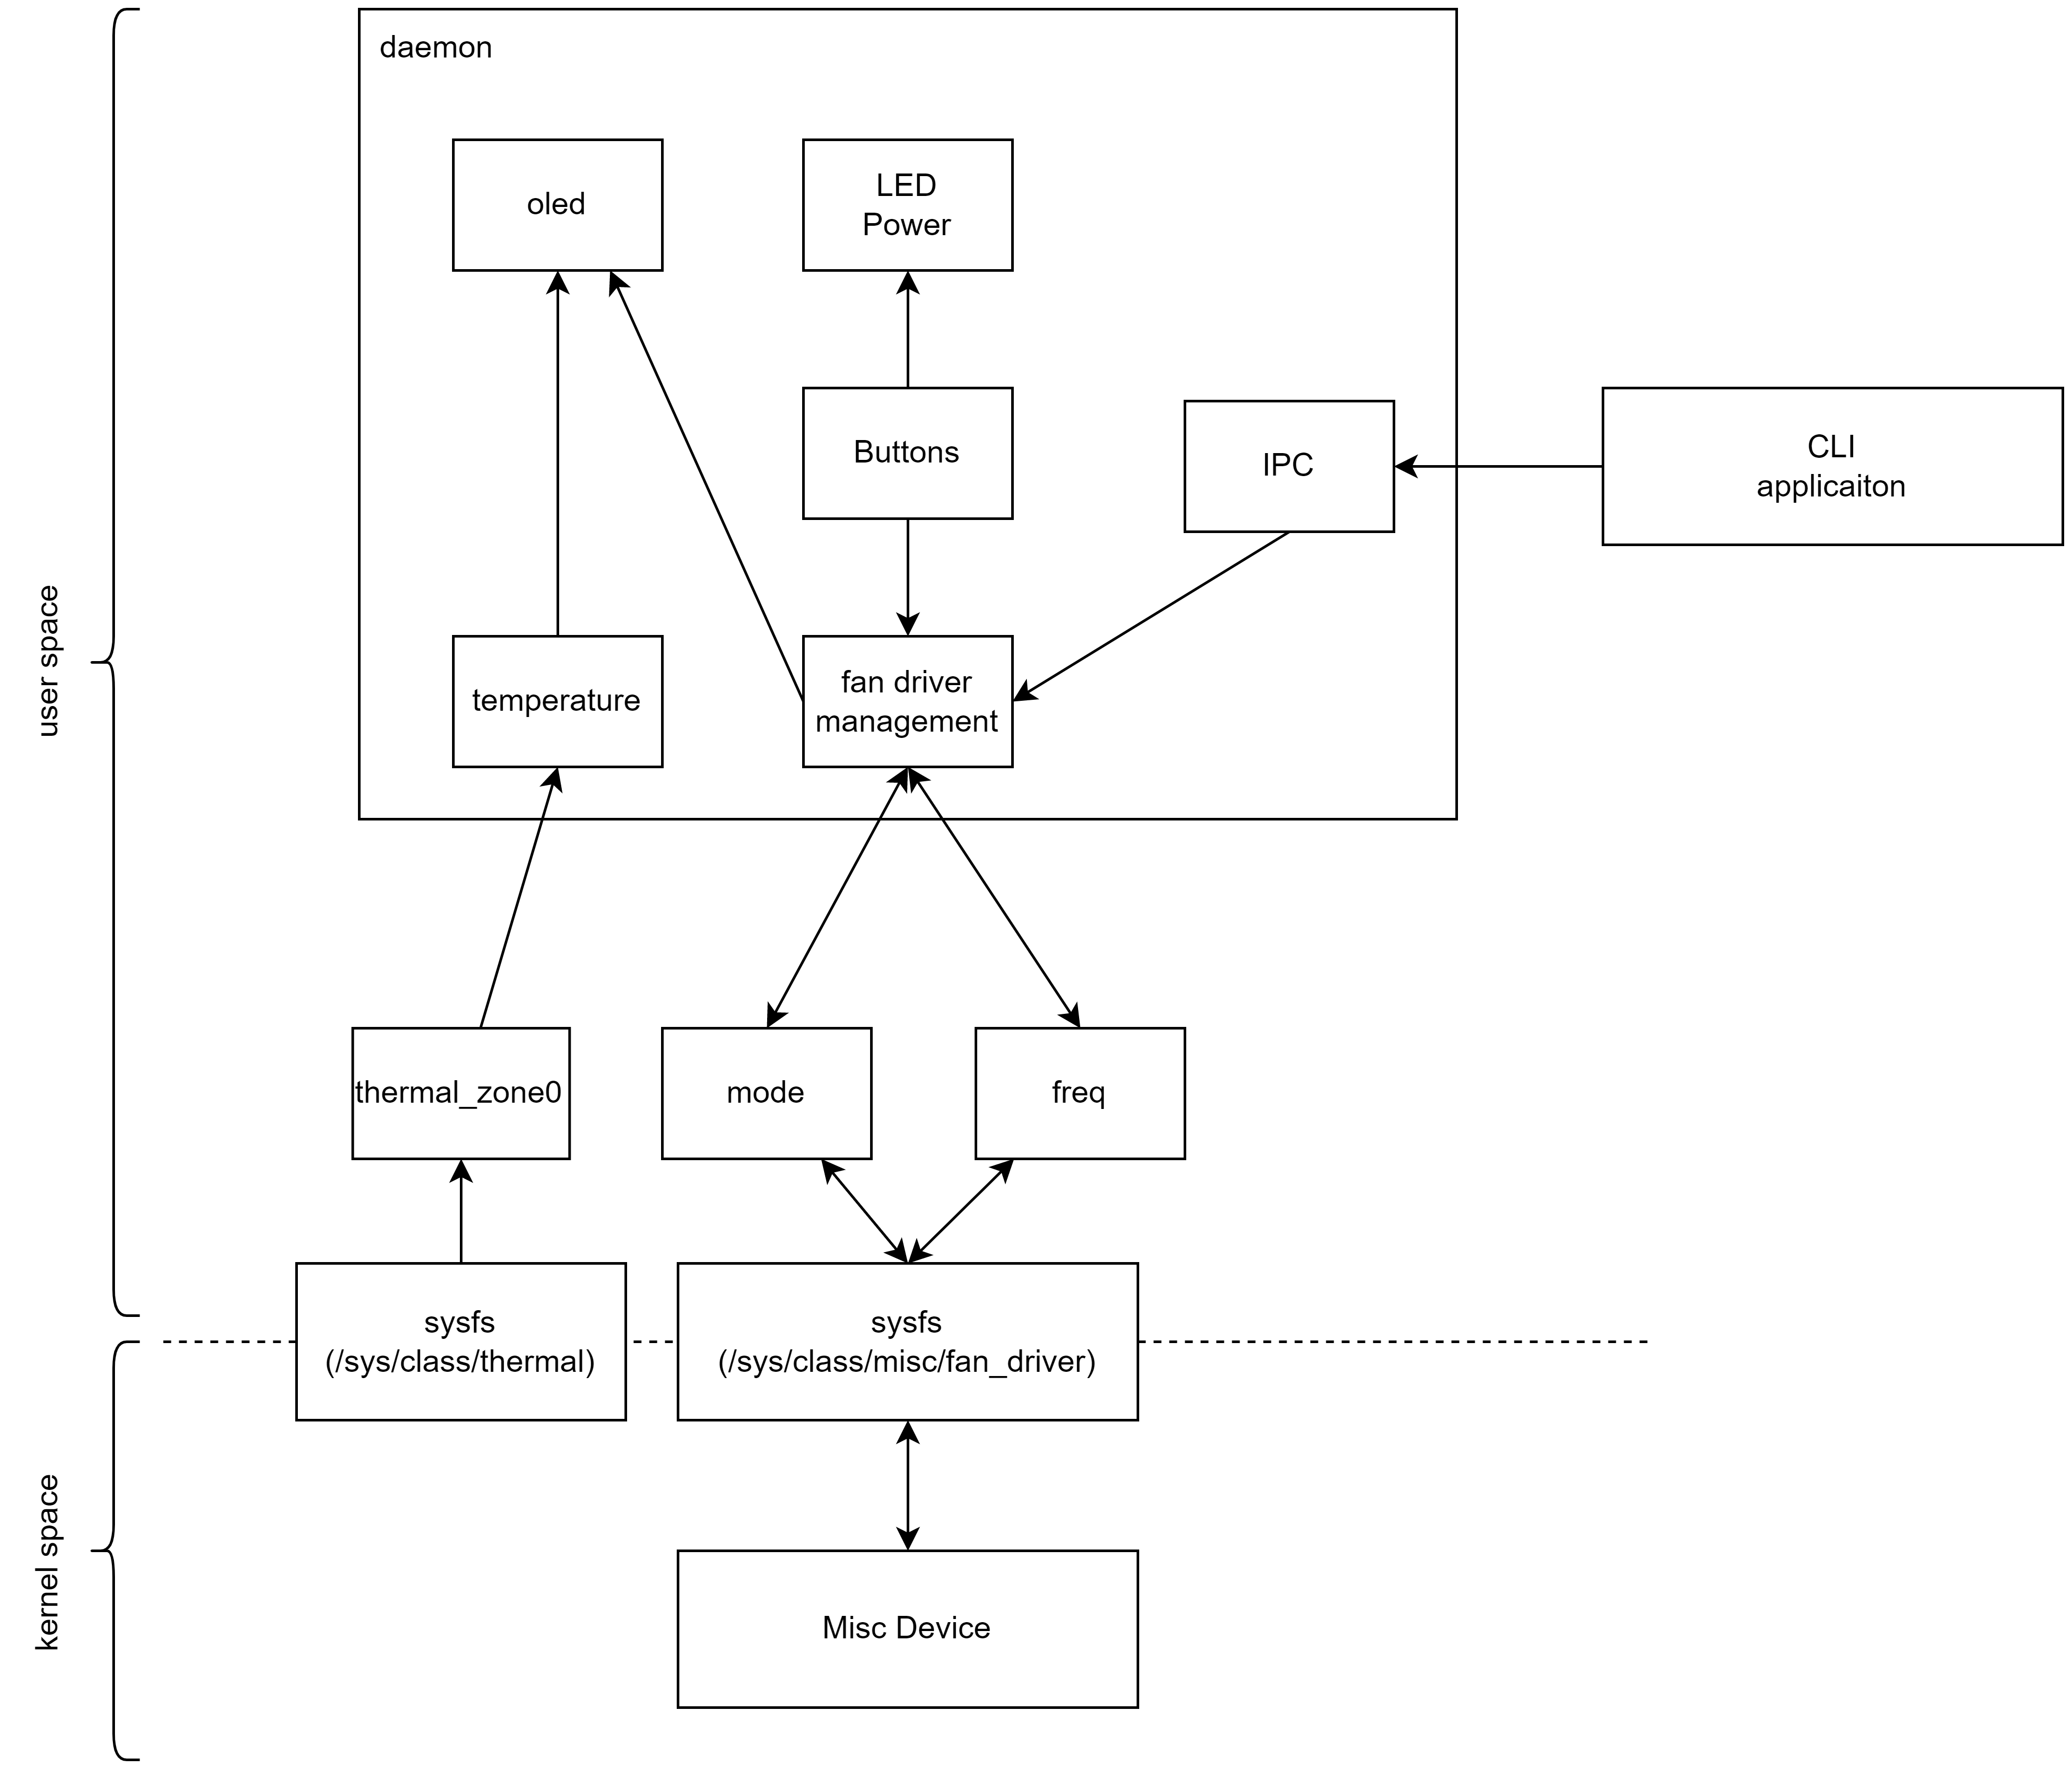 daemon
oled
LED
Power
Buttons
IPC
CLI
applicaiton
user space
temperature
fan driver
management
thermal_zone0
mode
freq
sysfs
(/sys/class/thermal)
sysfs
(/sys/class/misc/fan_driver)
kernel space
Misc Device